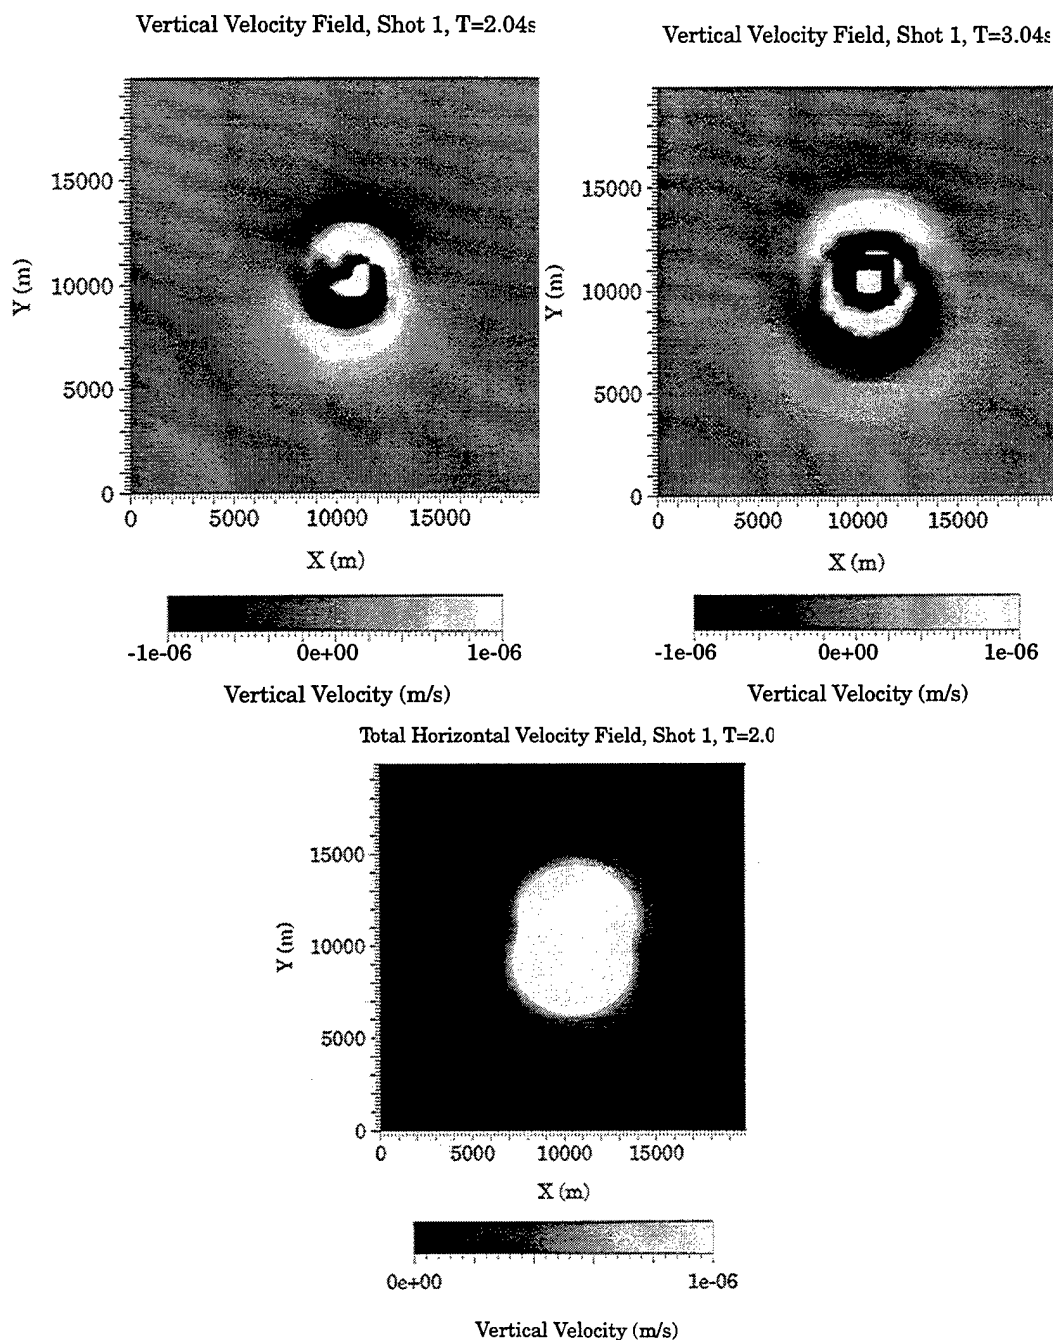 Vertical Velocity Field, Shot 1, T=2.04s
Y (m)
15000
10000
5000
0
0 5000 10000 15000
X (m)
-1e-06 0e+00 1e-06
Vertical Velocity (m/s)
Vertical Velocity Field, Shot 1, T=3.04s
Y (m)
15000
10000
5000
0
0 5000 10000 15000
X (m)
-1e-06 0e+00 1e-06
Vertical Velocity (m/s)
Total Horizontal Velocity Field, Shot 1, T=2.0
Y (m)
15000
10000
5000
0
0 5000 10000 15000
X (m)
0e+00 1e-06
Vertical Velocity (m/s)